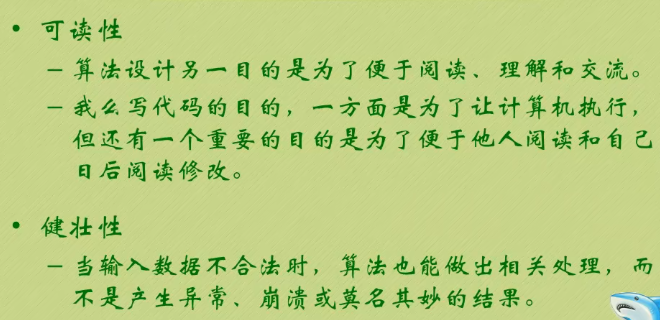 • 可读性
– 算法设计另一目的是为了便于阅读、理解和交流。
– 我么写代码的目的，一方面是为了让计算机执行，
但还有一个重要的目的是为了便于他人阅读和自己
日后阅读修改。
• 健壮性
– 当输入数据不合法时，算法也能做出相关处理，而
不是产生异常、崩溃或莫名其妙的结果。